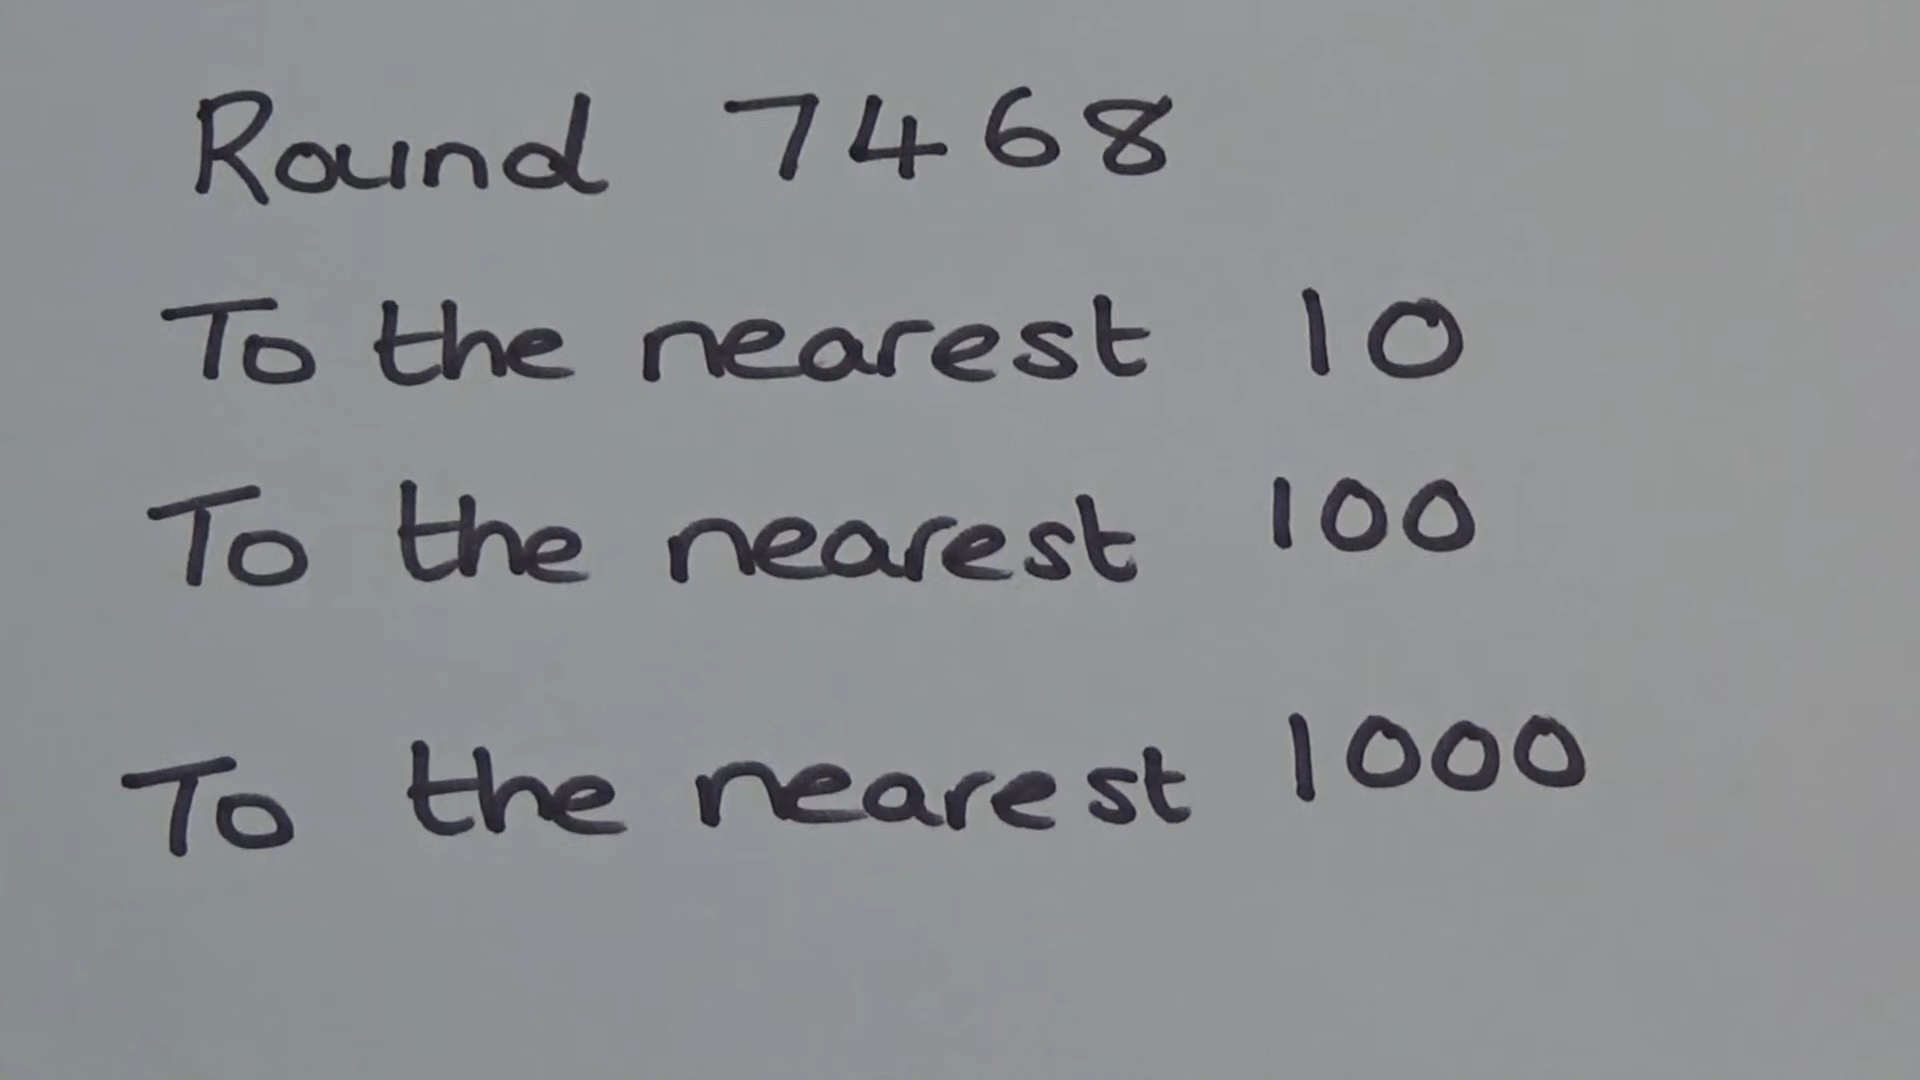 Round 7468
To the nearest 10
To the nearest 100
To the nearest 1000